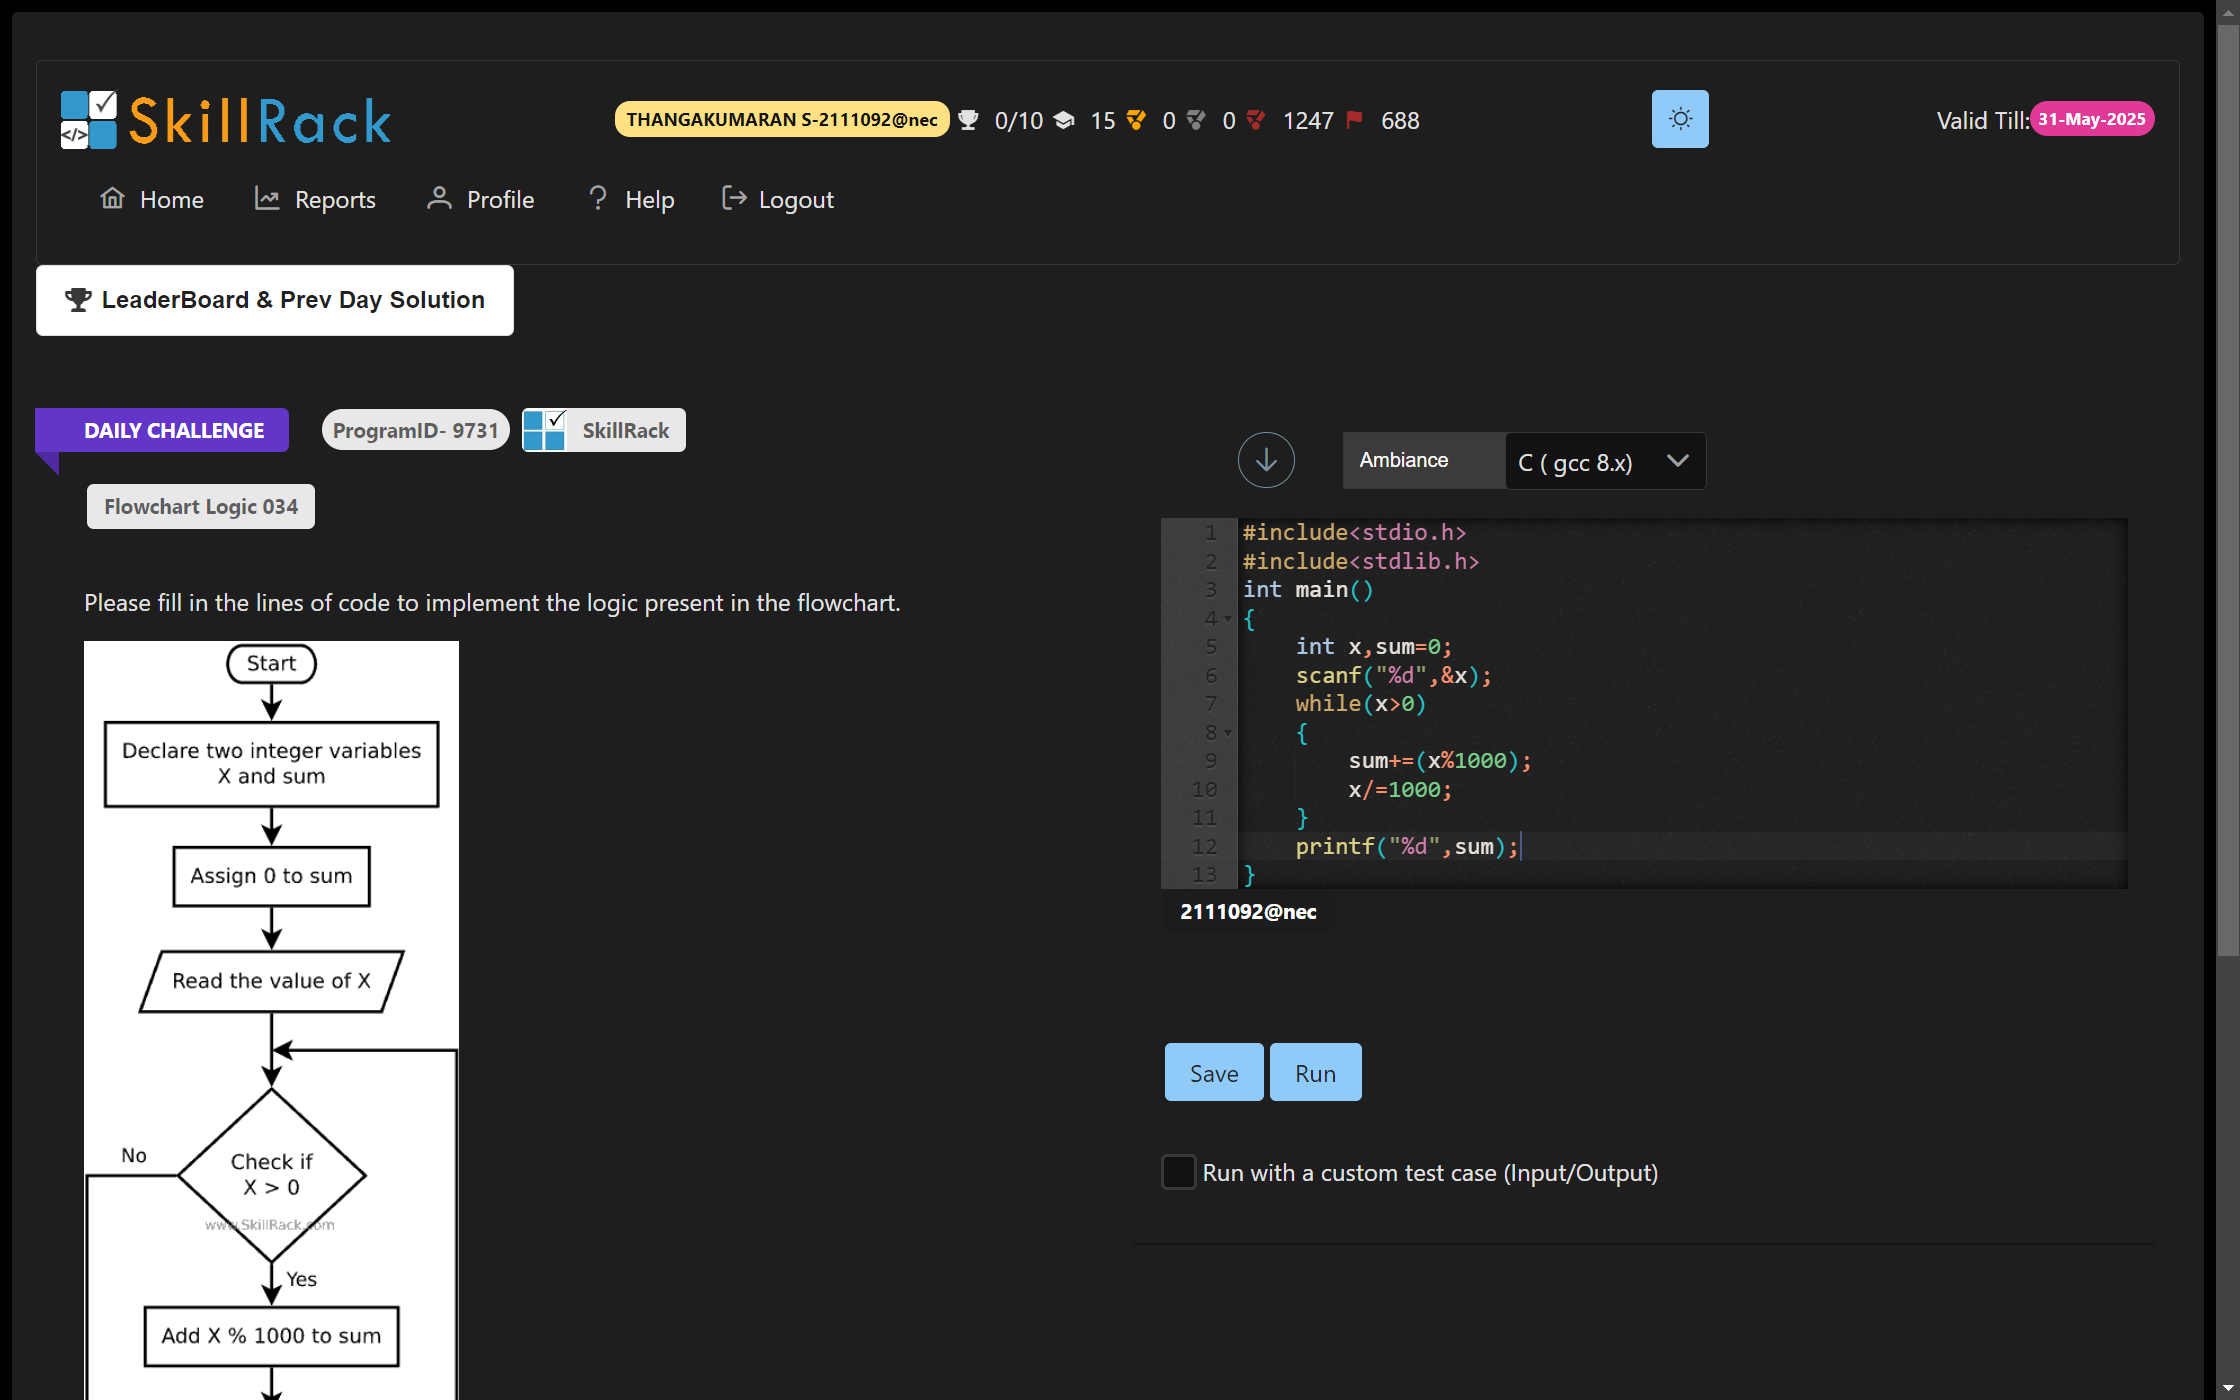 SkillRack
THANGAKUMARAN S-2111092@nec 0/10 15 0 0 1247 688
Valid Till: 31-May-2025
Home Reports Profile Help Logout
LeaderBoard & Prev Day Solution
DAILY CHALLENGE ProgramID- 9731 SkillRack
Flowchart Logic 034
Please fill in the lines of code to implement the logic present in the flowchart.
Start
Declare two integer variables
X and sum
Assign 0 to sum
Read the value of X
No
Check if
X > 0
www.SkillRack.com
Yes
Add X % 1000 to sum
Ambiance C ( gcc 8.x)
1 #include<stdio.h>
2 #include<stdlib.h>
3 int main()
4 {
5 int x,sum=0;
6 scanf("%d",&x);
7 while(x>0)
8 {
9 sum+=(x%1000);
10 x/=1000;
11 }
12 printf("%d",sum);
13 }
2111092@nec
Save Run
Run with a custom test case (Input/Output)